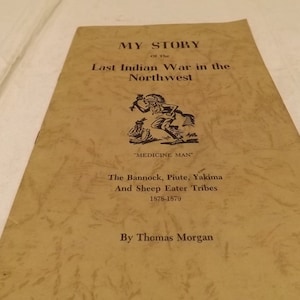 MY STORY
OF the
Last Indian War in the
Northwest
"MEDICINE MAN"
The Bannock, Piute, Yakima
And Sheep Eater Tribes
1878-1879
By Thomas Morgan